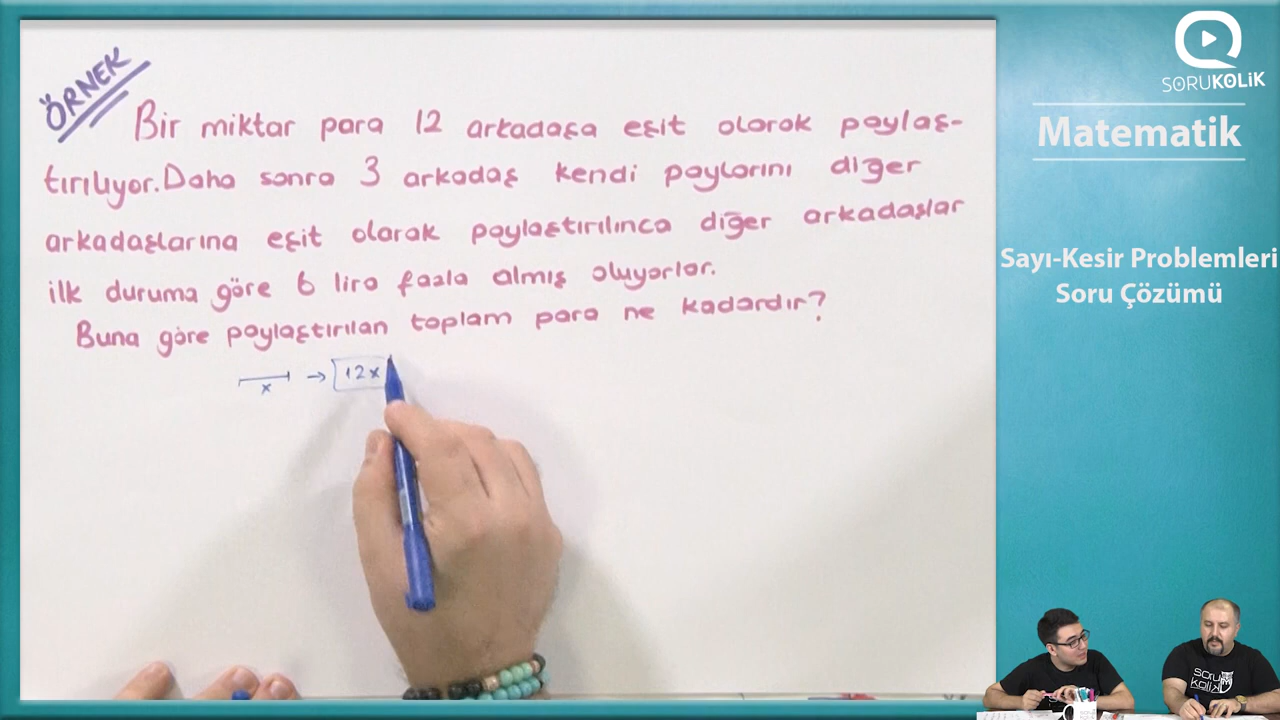 ÖRNEK
Bir miktar para 12 arkadaşa eşit olarak paylaş-
tırılıyor. Daha sonra 3 arkadaş kendi paylarını diğer
arkadaşlarına eşit olarak paylaştırılınca diğer arkadaşlar
ilk duruma göre 6 lira fazla almış oluyorlar.
Buna göre paylaştırılan toplam para ne kadardır?
x → 12x
SORUKOLİK
Matematik
Sayı-Kesir Problemleri
Soru Çözümü
soru
kolik